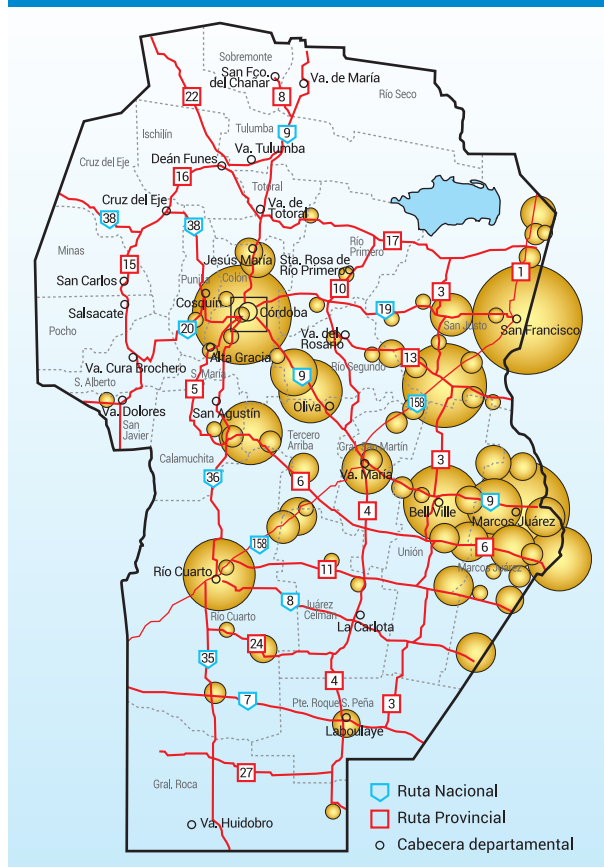 Sobremonte
San Fco.
del Chañar
Va. de María
Río Seco
22
8
9
Ischilín
Tulumba
Va. Tulumba
Cruz del Eje
Deán Funes
16
Totoral
Cruz del Eje
Va. de
Totoral
38
38
Minas
17
Río
Primero
Jesús María
Sta. Rosa de
Río Primero
15
1
San Carlos
Punilla
Colón
10
3
Cosquín
Salsacate
19
Córdoba
San Justo
San Francisco
Pocho
20
Va. del
Rosario
Alta Gracia
13
Va. Cura Brochero
Río Segundo
S. Alberto
S. María
9
5
158
Va. Dolores
San Agustín
Oliva
San
Javier
Tercero
Arriba
Gral. San Martín
Calamuchita
3
Va. María
36
6
9
Bell Ville
4
Marcos Juárez
158
6
Unión
Marcos Juárez
11
Río Cuarto
8
Juárez
Celman
Río Cuarto
La Carlota
24
35
4
7
Pte. Roque S. Peña
3
Laboulaye
27
Gral. Roca
Va. Huidobro
Ruta Nacional
Ruta Provincial
Cabecera departamental